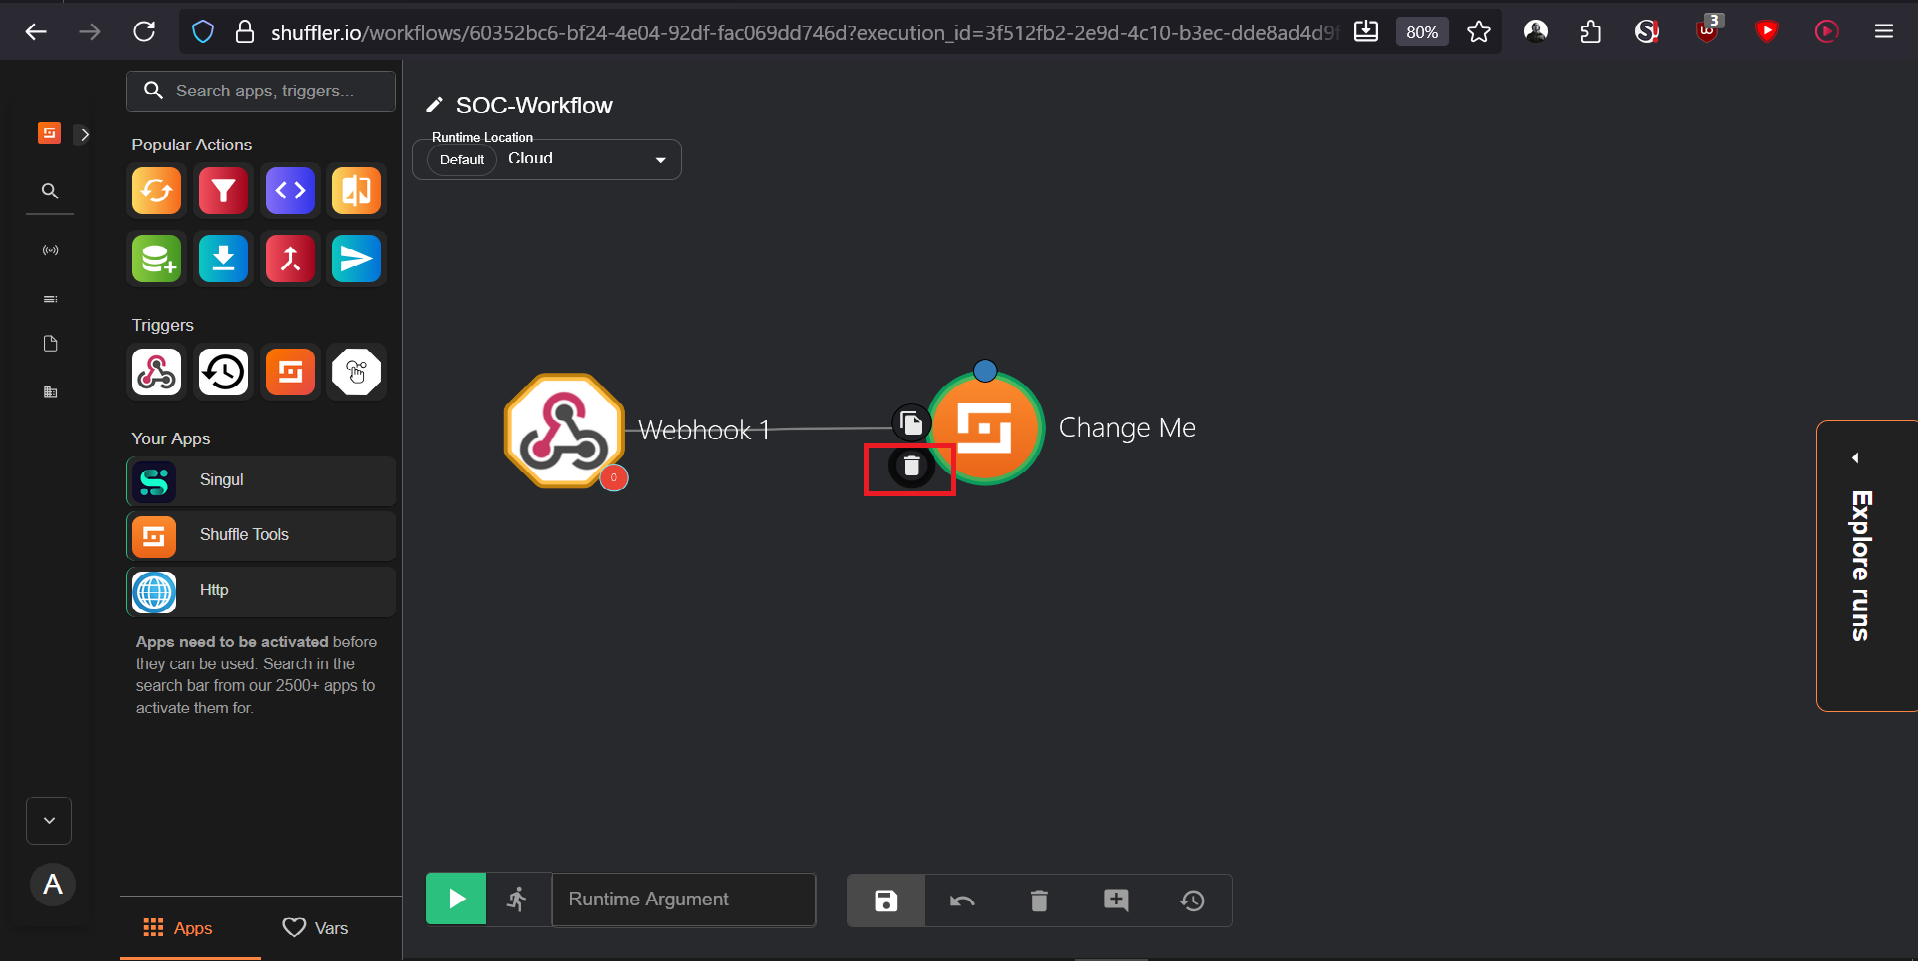 shuffler.io/workflows/60352bc6-bf24-4e04-92df-fac069dd746d?execution_id=3f512fb2-2e9d-4c10-b3ec-dde8ad4d9f
80%
3
Search apps, triggers...
SOC-Workflow
Runtime Location
Default
Cloud
Popular Actions
Triggers
Webhook 1
0
Change Me
Your Apps
Singul
Shuffle Tools
Http
Apps need to be activated before
they can be used. Search in the
search bar from our 2500+ apps to
activate them for.
Explore runs
A
Runtime Argument
Apps
Vars